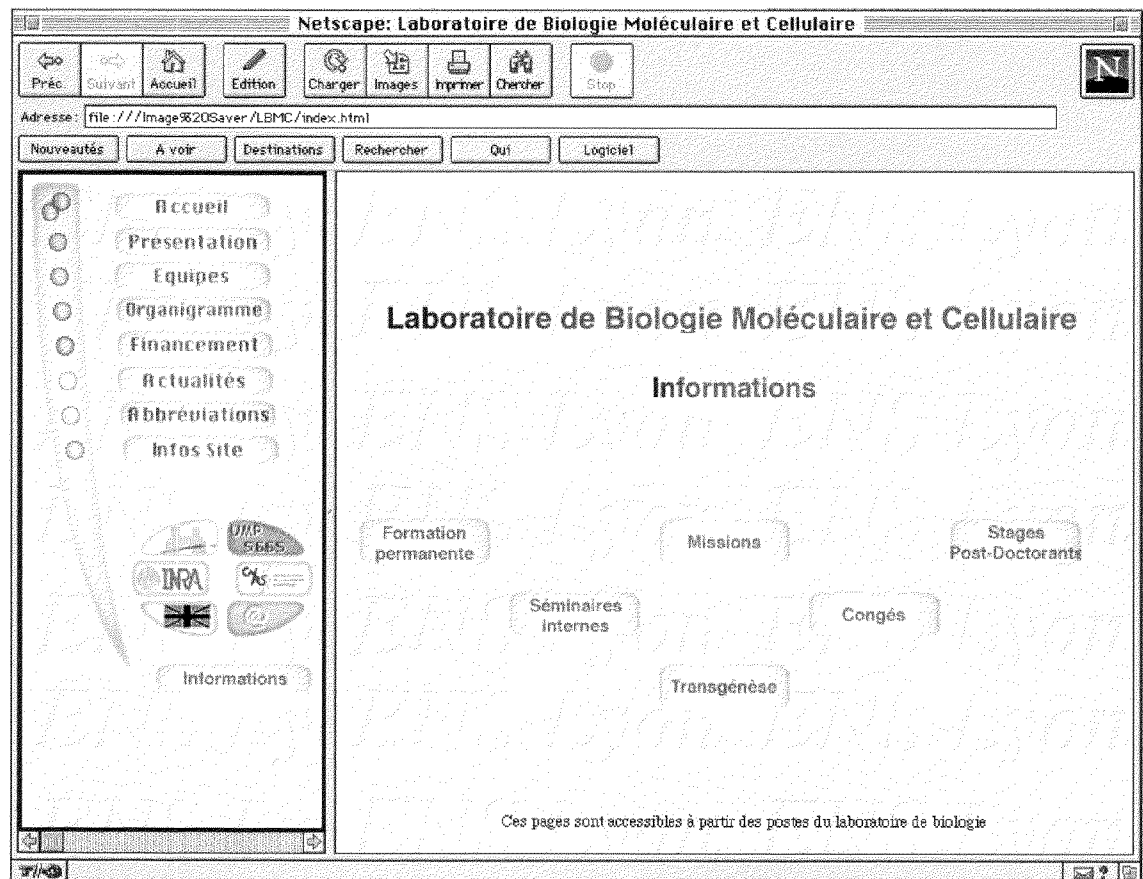 Netscape: Laboratoire de Biologie Moléculaire et Cellulaire
Préc. Suivant Accueil Edition Charger Images Imprimer Chercher Stop
N
Adresse: file:///Image%20Saver/LBMC/index.html
Nouveautés A voir Destinations Rechercher Qui Logiciel
Accueil
Présentation
Equipes
Organigramme
Financement
Actualités
Abbréviations
Infos Site
UMR
5665
INRA
Informations
Laboratoire de Biologie Moléculaire et Cellulaire
Informations
Formation
permanente
Missions
Stages
Post-Doctorants
Séminaires
internes
Congés
Transgénèse
Ces pages sont accessibles à partir des postes du laboratoire de biologie